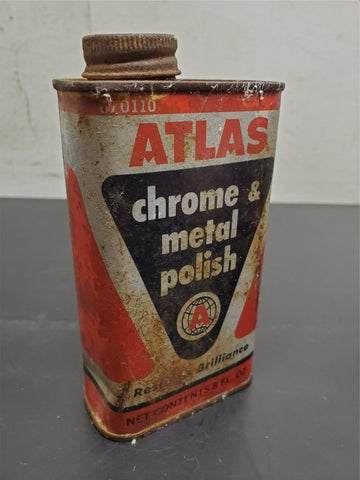 0110
ATLAS
chrome &
metal
polish
A
Brilliance
NET CONTENTS 8 FL. OZ.